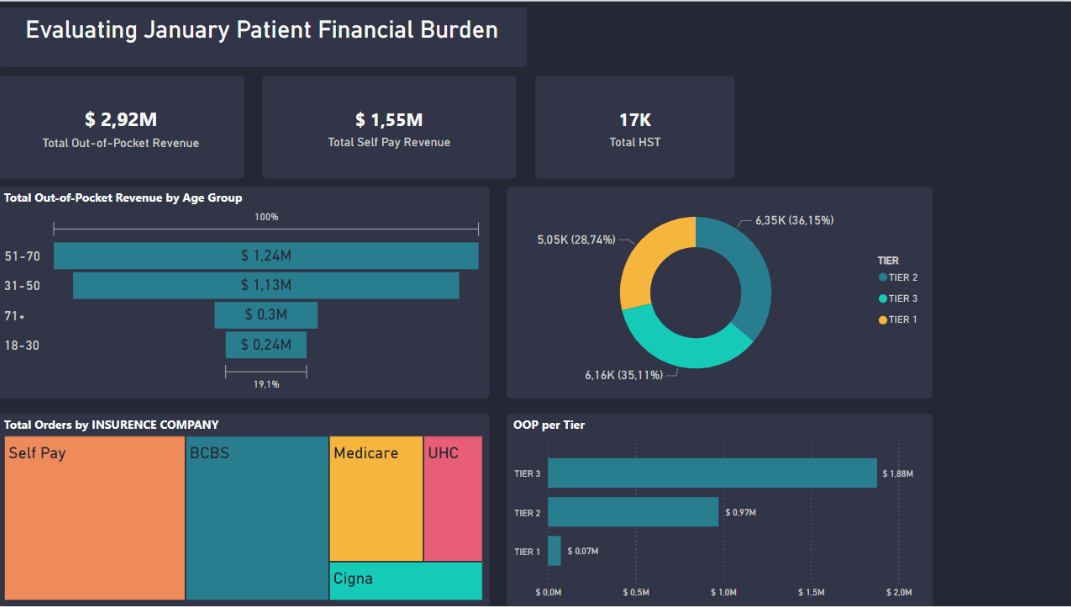 Evaluating January Patient Financial Burden
$ 2,92M
Total Out-of-Pocket Revenue
$ 1,55M
Total Self Pay Revenue
17K
Total HST
Total Out-of-Pocket Revenue by Age Group
100%
51-70
$ 1,24M
31-50
$ 1,13M
71+
$ 0,3M
18-30
$ 0,24M
19,1%
6,35K (36,15%)
5,05K (28,74%)
6,16K (35,11%)
TIER
TIER 2
TIER 3
TIER 1
Total Orders by INSURENCE COMPANY
Self Pay
BCBS
Medicare
UHC
Cigna
OOP per Tier
TIER 3
$ 1,88M
TIER 2
$ 0,97M
TIER 1
$ 0,07M
$ 0,0M
$ 0,5M
$ 1,0M
$ 1,5M
$ 2,0M